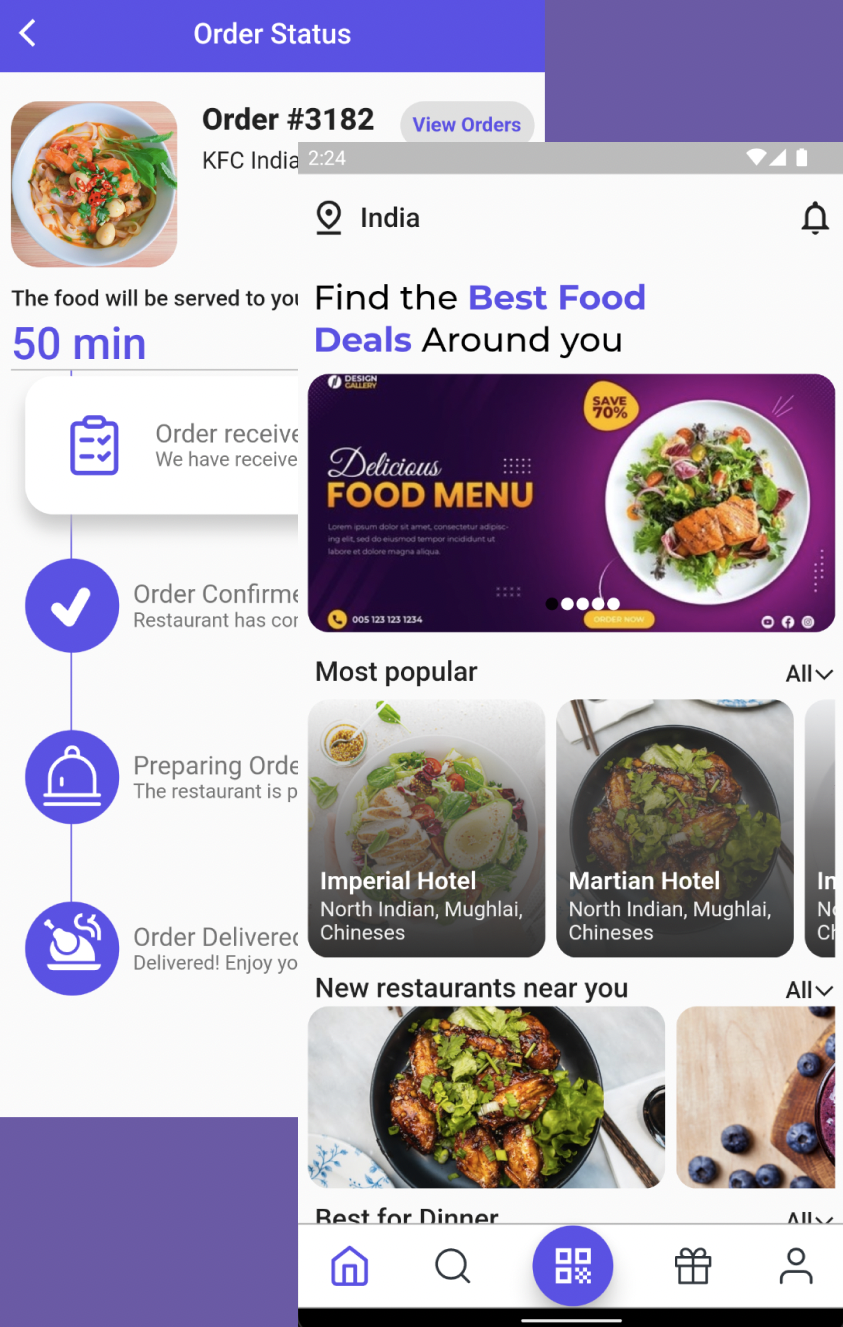 Order Status
Order #3182
View Orders
KFC India
The food will be served to you
50 min
Order receive
We have receive
Order Confirme
Restaurant has con
Preparing Orde
The restaurant is p
Order Delivered
Delivered! Enjoy yo
2:24
India
Find the Best Food
Deals Around you
DESIGN
GALLERY
SAVE
70%
Delicious
FOOD MENU
Lorem ipsum dolor sit amet, consectetur adipisc-
ing elit, sed do eiusmod tempor incididunt ut
labore et dolore magna aliqua.
005 123 123 1234
ORDER NOW
Most popular
All
Imperial Hotel
North Indian, Mughlai,
Chineses
Martian Hotel
North Indian, Mughlai,
Chineses
New restaurants near you
All
Best for Dinner
All